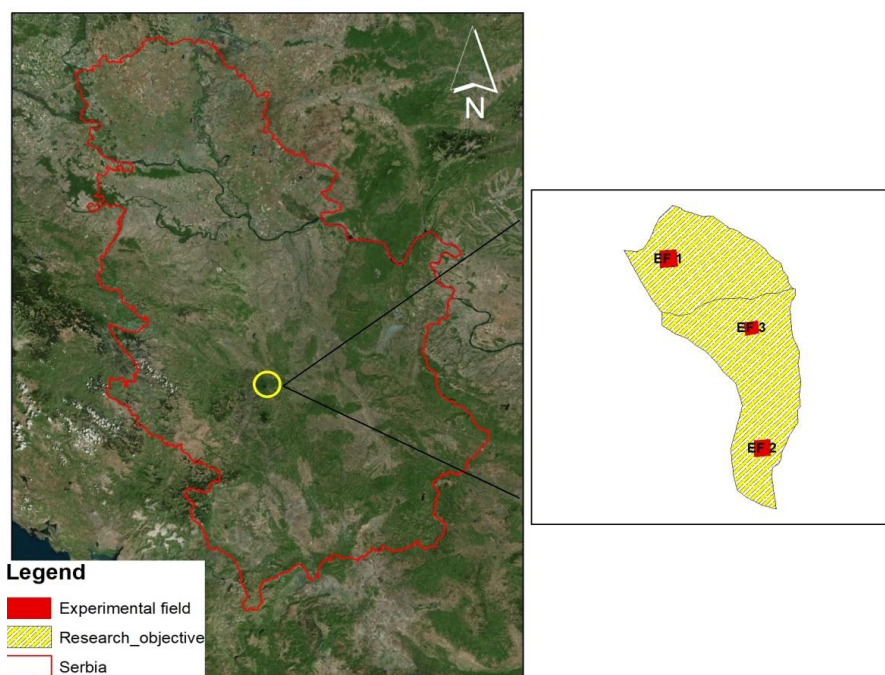 N
EF 1
EF 3
EF 2
Legend
Experimental field
Research_objective
Serbia